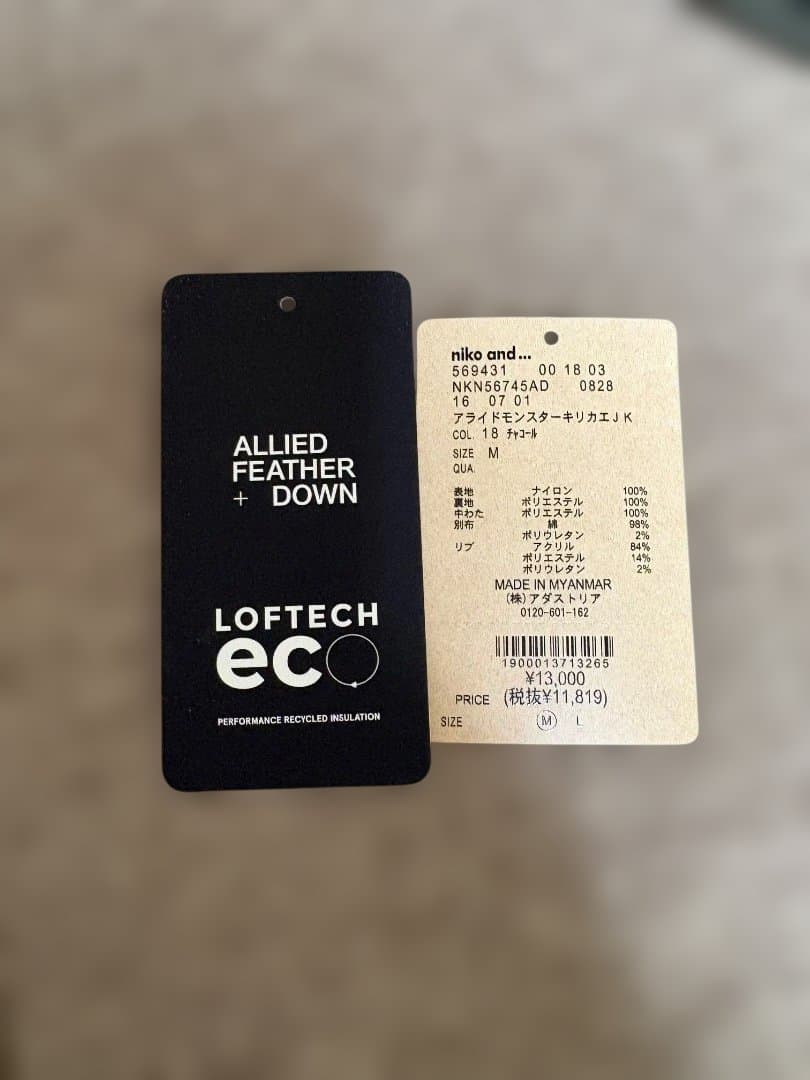 ALLIED
FEATHER
+ DOWN
LOFTECH
eco
PERFORMANCE RECYCLED INSULATION
niko and...
569431 00 18 03
NKN56745AD 0828
16 07 01
アライドモンスターキリカエJK
COL. 18 ﾁｬｺｰﾙ
SIZE M
QUA.
表地 ナイロン 100%
裏地 ポリエステル 100%
中わた ポリエステル 100%
別布 綿 98%
ポリウレタン 2%
リブ アクリル 84%
ポリエステル 14%
ポリウレタン 2%
MADE IN MYANMAR
(株)アダストリア
0120-601-162
1900013713265
¥13,000
PRICE (税抜¥11,819)
SIZE M L